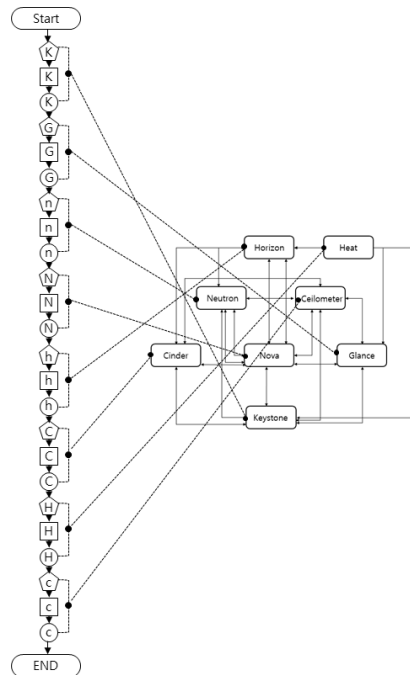 Start
K
K
K
G
G
G
n
n
n
N
N
N
h
h
h
C
C
C
H
H
H
c
c
c
END
Horizon
Heat
Neutron
Ceilometer
Cinder
Nova
Glance
Keystone